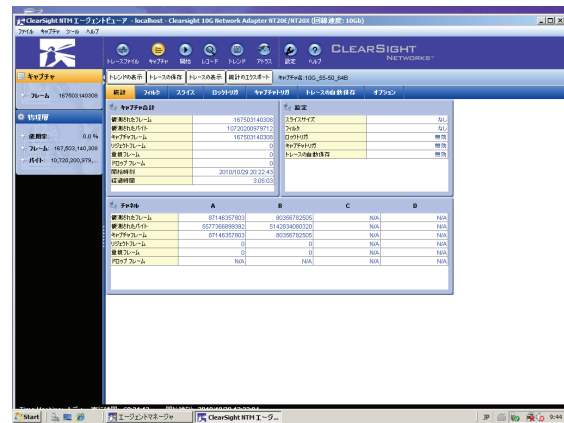 ClearSight NTM エージェントビューア - localhost - Clearsight 10G Network Adapter NT20E/NT20X (回線速度: 10Gb)
ファイル キャプチャ ツール ヘルプ
トレースファイル キャプチャ 開始 レコード トレンド アドレス 設定 ヘルプ
CLEARSIGHT NETWORKS
キャプチャ
トレンドの表示 トレースの保存 トレースの表示 統計のエクスポート キャプチャ名:10G_55-50_64B
フレーム 167503140308
統計 フィルタ スライス ロックトリガ キャプチャトリガ トレースの自動保存 オプション
物理層
使用率: 0.0 %
フレーム: 167,503,140,308
バイト: 10,720,200,979,...
キャプチャ合計
観測されたフレーム 167503140308
観測されたバイト 10720200979712
キャプチャフレーム 167503140308
リジェクトフレーム 0
重複フレーム 0
ドロップ フレーム 0
開始時刻 2010/10/29 20:22:43
経過時間 3:05:03
設定
スライスサイズ なし
フィルタ なし
ロックトリガ 無効
キャプチャトリガ 無効
トレースの自動保存 無効
チャネル A B C D
観測されたフレーム 87146357803 80356782505 N/A N/A
観測されたバイト 5577366899392 5142834080320 N/A N/A
キャプチャフレーム 87146357803 80356782505 N/A N/A
リジェクトフレーム 0 0 N/A N/A
重複フレーム 0 0 N/A N/A
ドロップ フレーム N/A N/A N/A N/A
Start エージェントマネージャ ClearSight NTM エージ... JP 9:44